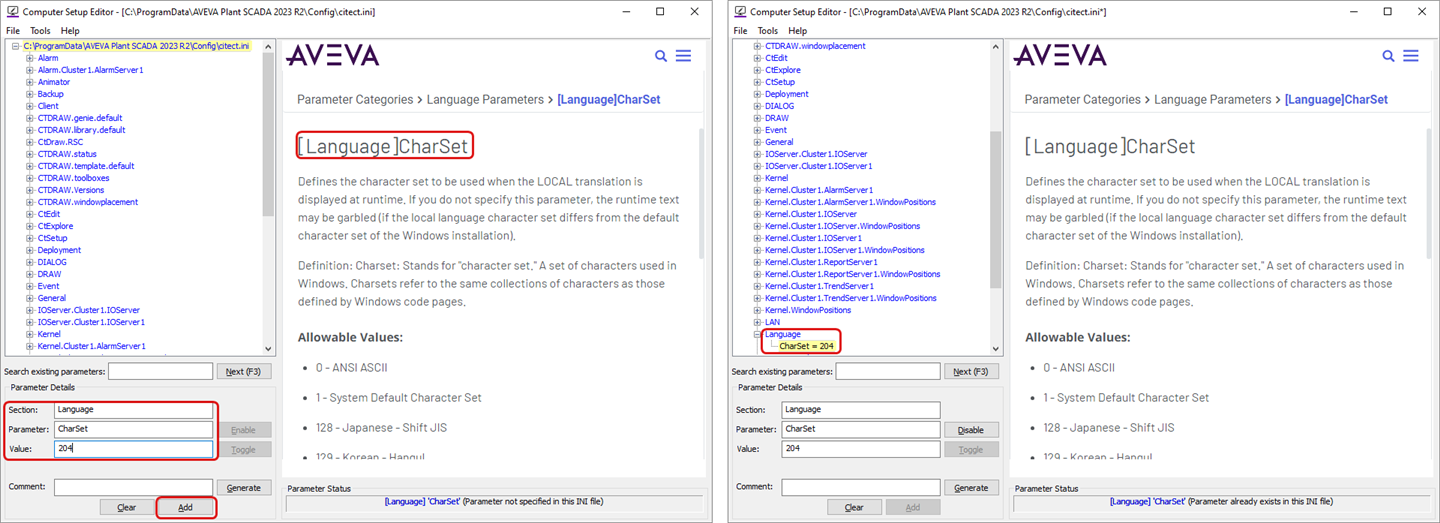 Computer Setup Editor - [C:\ProgramData\AVEVA Plant SCADA 2023 R2\Config\citect.ini]
File Tools Help
C:\ProgramData\AVEVA Plant SCADA 2023 R2\Config\citect.ini
Alarm
Alarm.Cluster1.AlarmServer1
Animator
Backup
Client
CTDRAW.genie.default
CTDRAW.library.default
CtDraw.RSC
CTDRAW.status
CTDRAW.template.default
CTDRAW.toolboxes
CTDRAW.Versions
CTDRAW.windowplacement
CtEdit
CtExplore
CtSetup
Deployment
DIALOG
DRAW
Event
General
IOServer.Cluster1.IOServer
IOServer.Cluster1.IOServer1
Kernel
Kernel.Cluster1.AlarmServer1
Search existing parameters:
Next (F3)
Parameter Details
Section: Language
Parameter: CharSet
Enable
Value: 204
Toggle
Comment:
Generate
Clear
Add
AVEVA
Parameter Categories > Language Parameters > [Language]CharSet
[Language]CharSet
Defines the character set to be used when the LOCAL translation is
displayed at runtime. If you do not specify this parameter, the runtime text
may be garbled (if the local language character set differs from the default
character set of the Windows installation).
Definition: Charset: Stands for "character set." A set of characters used in
Windows. Charsets refer to the same collections of characters as those
defined by Windows code pages.
Allowable Values:
• 0 - ANSI ASCII
• 1 - System Default Character Set
• 128 - Japanese - Shift JIS
• 129 - Korean - Hangul
Parameter Status
[Language] 'CharSet' (Parameter not specified in this INI file)
Computer Setup Editor - [C:\ProgramData\AVEVA Plant SCADA 2023 R2\Config\citect.ini*]
File Tools Help
CTDRAW.windowplacement
CtEdit
CtExplore
CtSetup
Deployment
DIALOG
DRAW
Event
General
IOServer.Cluster1.IOServer
IOServer.Cluster1.IOServer1
Kernel
Kernel.Cluster1.AlarmServer1
Kernel.Cluster1.AlarmServer1.WindowPositions
Kernel.Cluster1.IOServer
Kernel.Cluster1.IOServer.WindowPositions
Kernel.Cluster1.IOServer1
Kernel.Cluster1.IOServer1.WindowPositions
Kernel.Cluster1.ReportServer1
Kernel.Cluster1.ReportServer1.WindowPositions
Kernel.Cluster1.TrendServer1
Kernel.Cluster1.TrendServer1.WindowPositions
Kernel.WindowPositions
LAN
Language
CharSet = 204
Search existing parameters:
Next (F3)
Parameter Details
Section: Language
Parameter: CharSet
Disable
Value: 204
Toggle
Comment:
Generate
Clear
Add
AVEVA
Parameter Categories > Language Parameters > [Language]CharSet
[Language]CharSet
Defines the character set to be used when the LOCAL translation is
displayed at runtime. If you do not specify this parameter, the runtime text
may be garbled (if the local language character set differs from the default
character set of the Windows installation).
Definition: Charset: Stands for "character set." A set of characters used in
Windows. Charsets refer to the same collections of characters as those
defined by Windows code pages.
Allowable Values:
• 0 - ANSI ASCII
• 1 - System Default Character Set
• 128 - Japanese - Shift JIS
• 129 - Korean - Hangul
Parameter Status
[Language] 'CharSet' (Parameter already exists in this INI file)